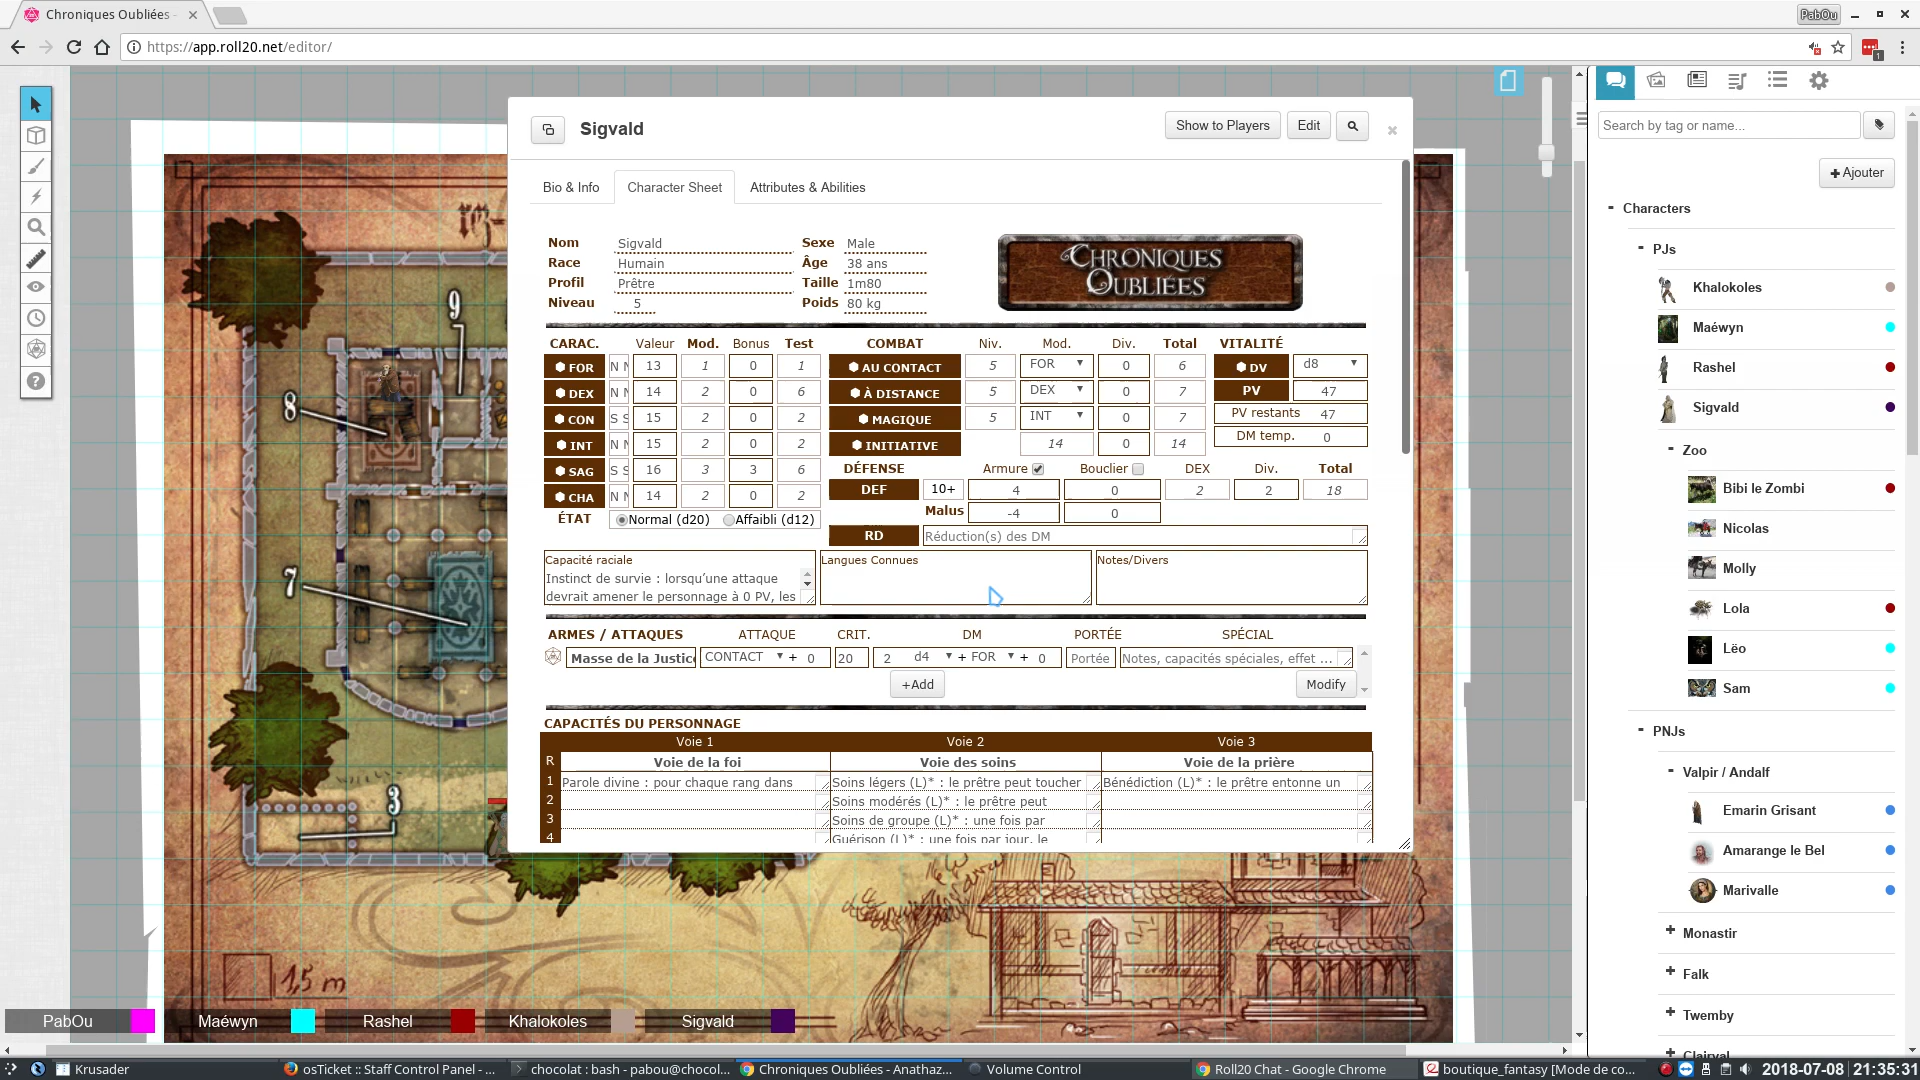 Chroniques Oubliées -
PabOu
https://app.roll20.net/editor/
Sigvald
Show to Players
Edit
Bio & Info
Character Sheet
Attributes & Abilities
Nom Sigvald Sexe Male
Race Humain Âge 38 ans
Profil Prêtre Taille 1m80
Niveau 5 Poids 80 kg
CHRONIQUES
OUBLIÉES
CARAC. Valeur Mod. Bonus Test COMBAT Niv. Mod. Div. Total VITALITÉ
FOR N N 13 1 0 1 AU CONTACT 5 FOR 0 6 DV d8
DEX N N 14 2 0 6 À DISTANCE 5 DEX 0 7 PV 47
CON S S 15 2 0 2 MAGIQUE 5 INT 0 7 PV restants 47
INT N N 15 2 0 2 INITIATIVE 14 0 14 DM temp. 0
SAG S S 16 3 3 6 DÉFENSE Armure Bouclier DEX Div. Total
CHA N N 14 2 0 2 DEF 10+ 4 0 2 2 18
Malus -4 0
ÉTAT Normal (d20) Affaibli (d12)
RD Réduction(s) des DM
Capacité raciale Langues Connues Notes/Divers
Instinct de survie : lorsqu’une attaque
devrait amener le personnage à 0 PV, les
ARMES / ATTAQUES ATTAQUE CRIT. DM PORTÉE SPÉCIAL
Masse de la Justice CONTACT + 0 20 2 d4 + FOR + 0 Portée Notes, capacités spéciales, effet ...
+Add Modify
CAPACITÉS DU PERSONNAGE
Voie 1 Voie 2 Voie 3
R Voie de la foi Voie des soins Voie de la prière
1 Parole divine : pour chaque rang dans Soins légers (L)* : le prêtre peut toucher Bénédiction (L)* : le prêtre entonne un
2 Soins modérés (L)* : le prêtre peut
3 Soins de groupe (L)* : une fois par
4 Guérison (L)* : une fois par jour, le
9
8
7
3
1,5 m
Search by tag or name...
+Ajouter
Characters
PJs
Khalokoles
Maéwyn
Rashel
Sigvald
Zoo
Bibi le Zombi
Nicolas
Molly
Lola
Lëo
Sam
PNJs
Valpir / Andalf
Emarin Grisant
Amarange le Bel
Marivalle
Monastir
Falk
Twemby
Clairval
PabOu Maéwyn Rashel Khalokoles Sigvald
Krusader
osTicket :: Staff Control Panel - ...
chocolat : bash - pabou@chocol...
Chroniques Oubliées - Anathaz...
Volume Control
Roll20 Chat - Google Chrome
boutique_fantasy [Mode de co...
2018-07-08 21:35:31